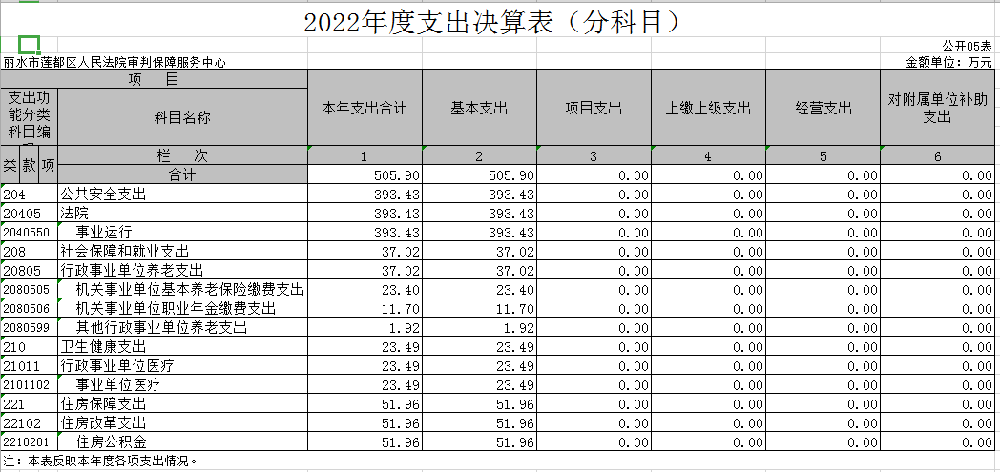 2022年度支出决算表（分科目）
公开05表
丽水市莲都区人民法院审判保障服务中心 金额单位：万元
项 目 本年支出合计 基本支出 项目支出 上缴上级支出 经营支出 对附属单位补助支出
支出功能分类科目编 科目名称
类 款 项 栏 次 1 2 3 4 5 6
合计 505.90 505.90 0.00 0.00 0.00 0.00
204 公共安全支出 393.43 393.43 0.00 0.00 0.00 0.00
20405 法院 393.43 393.43 0.00 0.00 0.00 0.00
2040550 事业运行 393.43 393.43 0.00 0.00 0.00 0.00
208 社会保障和就业支出 37.02 37.02 0.00 0.00 0.00 0.00
20805 行政事业单位养老支出 37.02 37.02 0.00 0.00 0.00 0.00
2080505 机关事业单位基本养老保险缴费支出 23.40 23.40 0.00 0.00 0.00 0.00
2080506 机关事业单位职业年金缴费支出 11.70 11.70 0.00 0.00 0.00 0.00
2080599 其他行政事业单位养老支出 1.92 1.92 0.00 0.00 0.00 0.00
210 卫生健康支出 23.49 23.49 0.00 0.00 0.00 0.00
21011 行政事业单位医疗 23.49 23.49 0.00 0.00 0.00 0.00
2101102 事业单位医疗 23.49 23.49 0.00 0.00 0.00 0.00
221 住房保障支出 51.96 51.96 0.00 0.00 0.00 0.00
22102 住房改革支出 51.96 51.96 0.00 0.00 0.00 0.00
2210201 住房公积金 51.96 51.96 0.00 0.00 0.00 0.00
注：本表反映本年度各项支出情况。